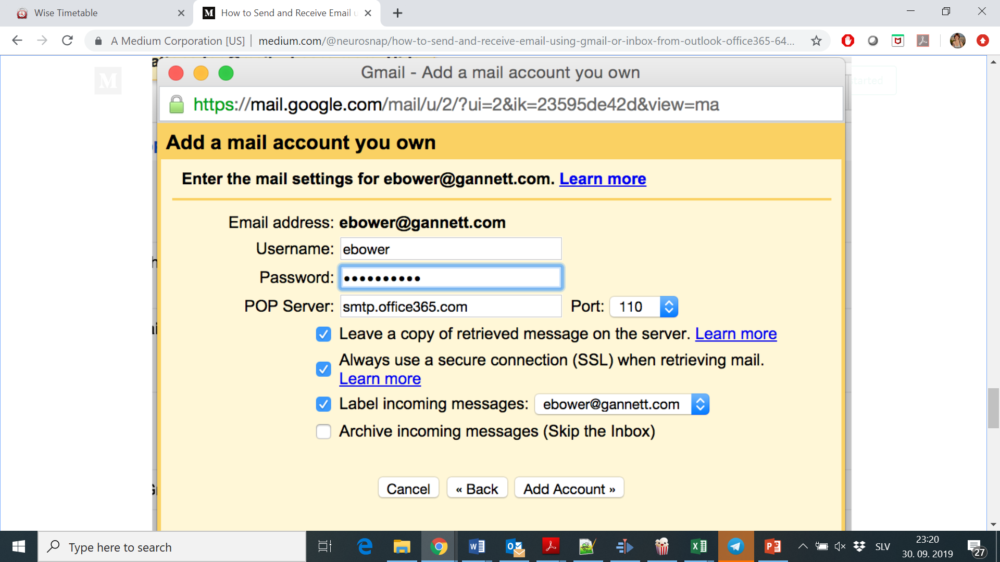 Wise Timetable
M How to Send and Receive Email u
A Medium Corporation [US] medium.com/@neurosnap/how-to-send-and-receive-email-using-gmail-or-inbox-from-outlook-office365-64...
M
Gmail - Add a mail account you own
tarted
https://mail.google.com/mail/u/2/?ui=2&ik=23595de42d&view=ma
Add a mail account you own
Enter the mail settings for ebower@gannett.com. Learn more
Email address: ebower@gannett.com
Username: ebower
Password: ••••••••••
POP Server: smtp.office365.com Port: 110
Leave a copy of retrieved message on the server. Learn more
Always use a secure connection (SSL) when retrieving mail.
Learn more
Label incoming messages: ebower@gannett.com
Archive incoming messages (Skip the Inbox)
Cancel « Back Add Account »
Type here to search
SLV
23:20
30. 09. 2019
27